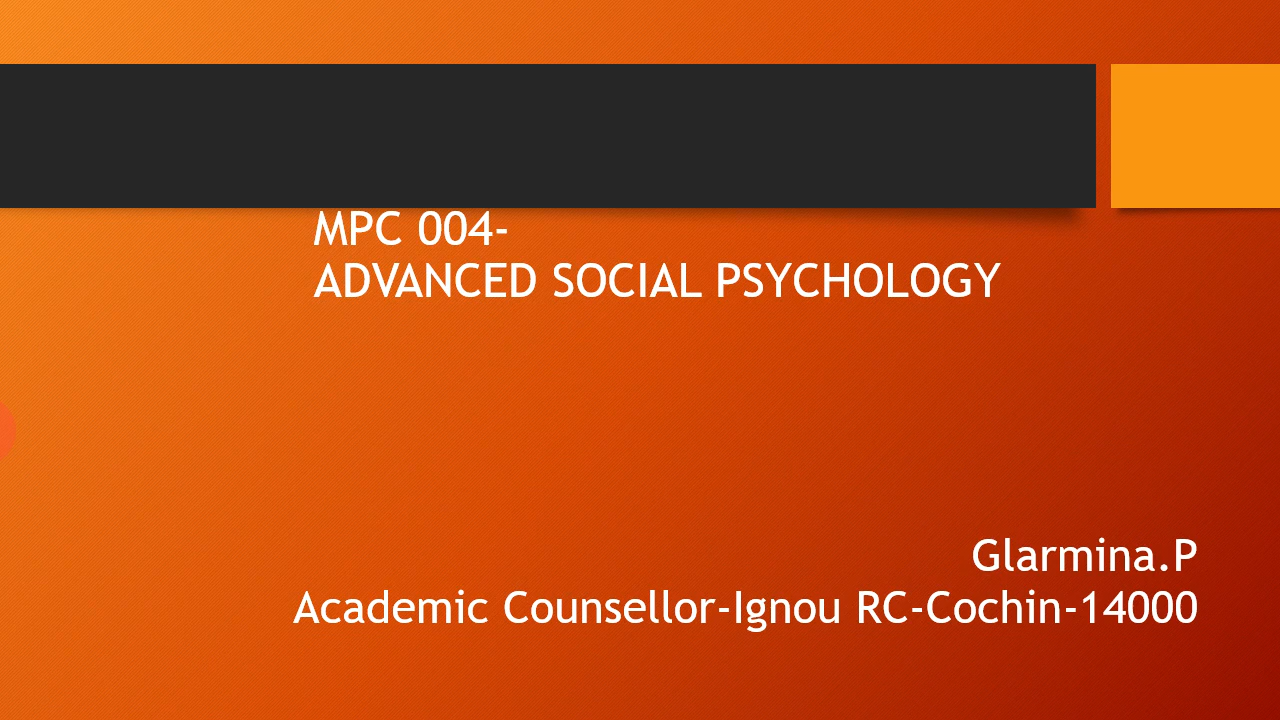 MPC 004-
ADVANCED SOCIAL PSYCHOLOGY
Glarmina.P
Academic Counsellor-Ignou RC-Cochin-14000